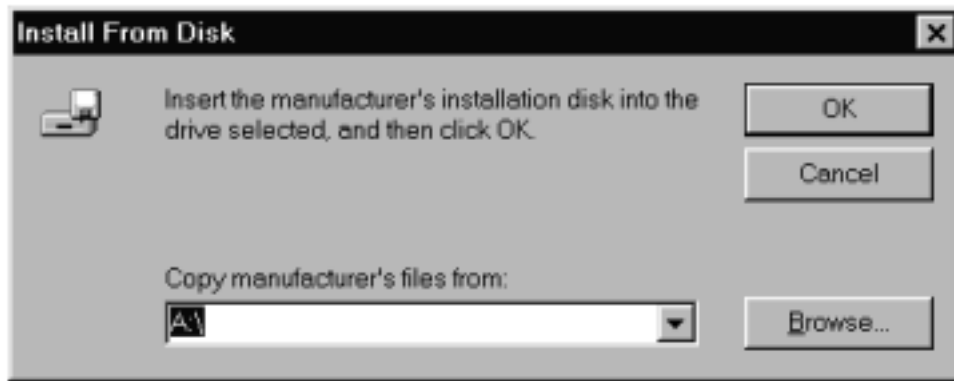 Install From Disk
Insert the manufacturer's installation disk into the
drive selected, and then click OK.
OK
Cancel
Copy manufacturer's files from:
A:\
Browse...